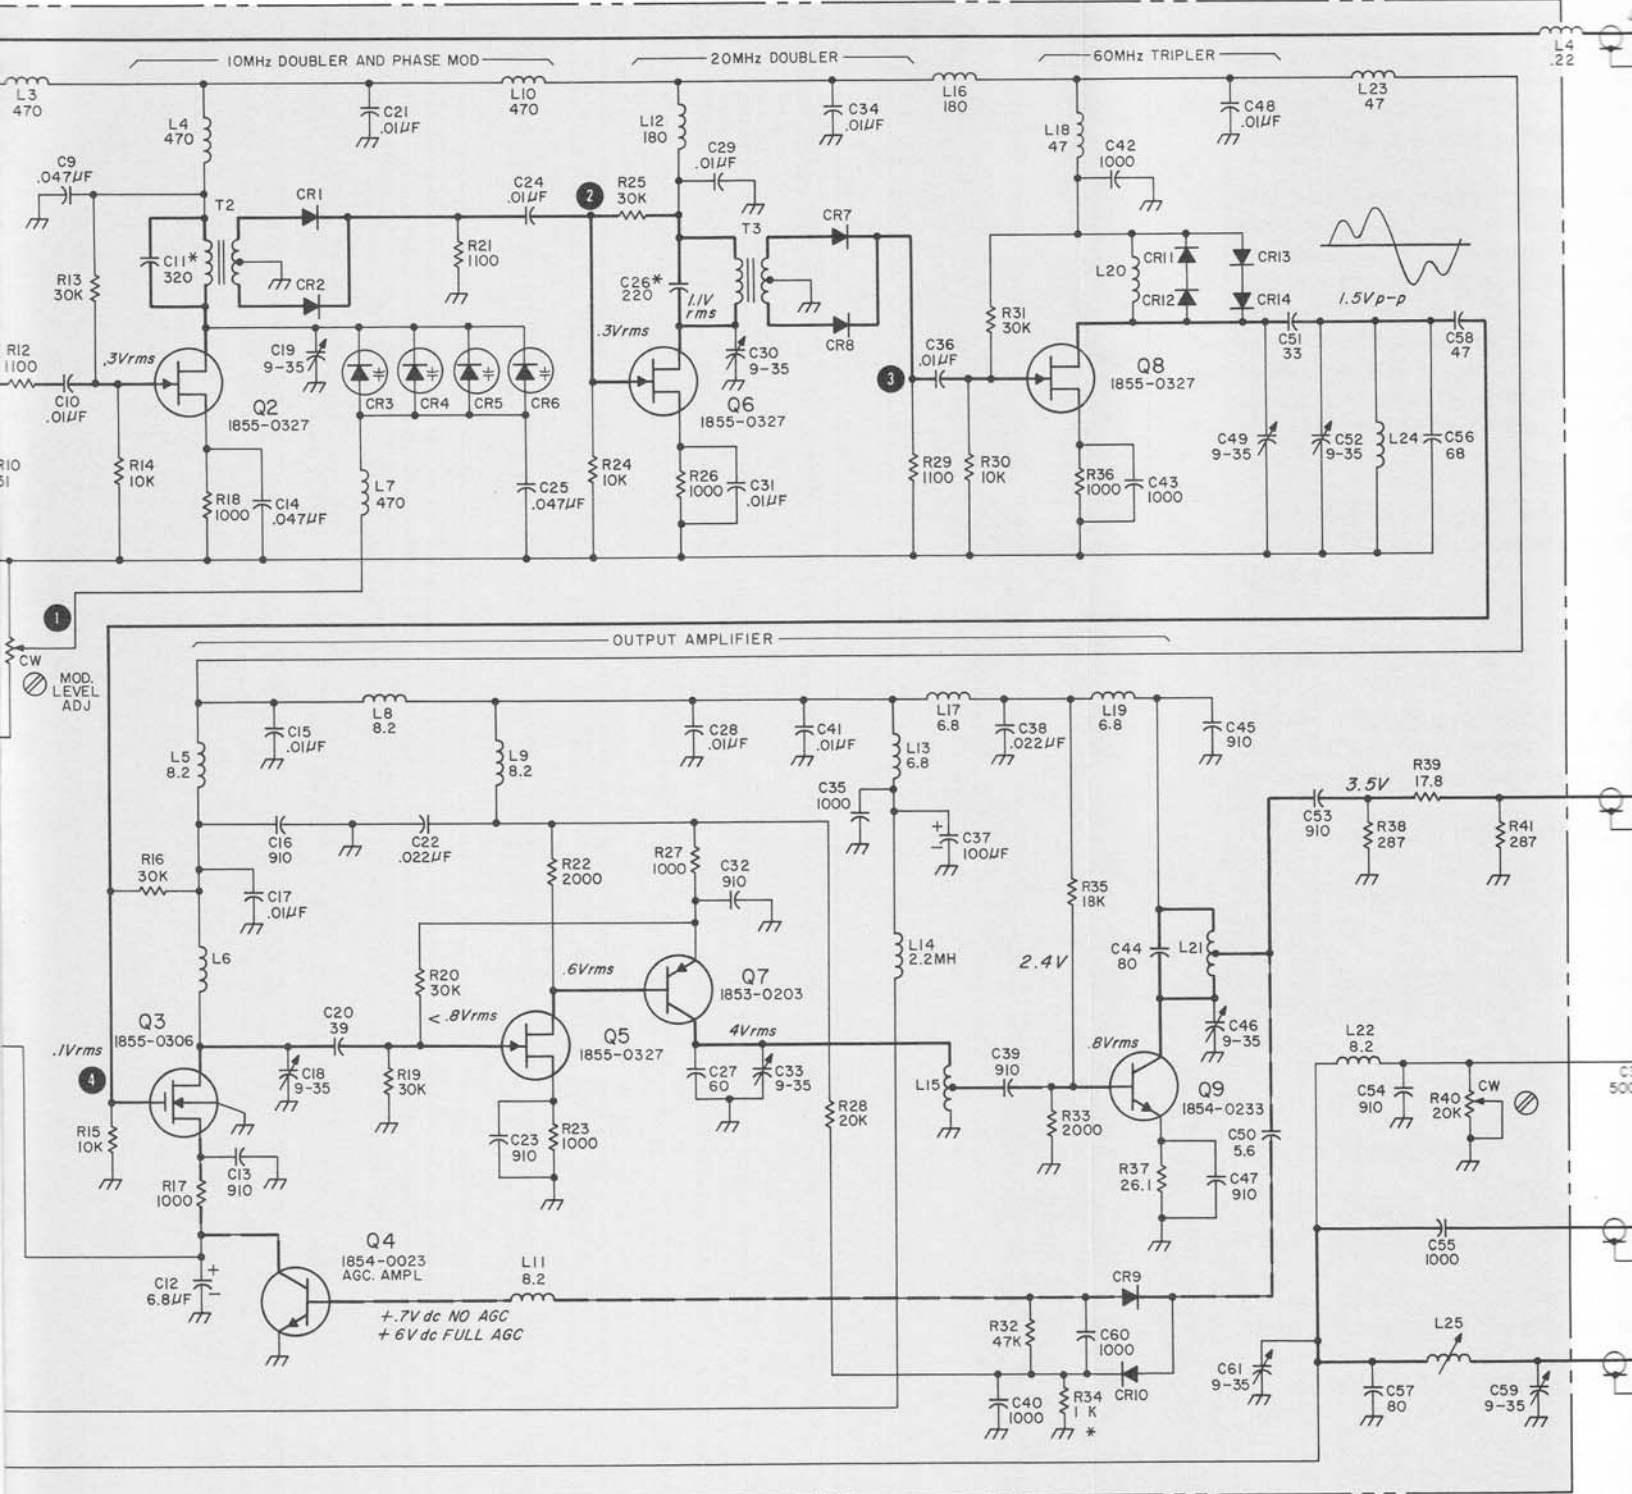 L4
.22
10MHz DOUBLER AND PHASE MOD
20MHz DOUBLER
60MHz TRIPLER
L3
470
L4
470
C21
.01µF
L10
470
L12
180
C34
.01µF
L16
180
L18
47
C48
.01µF
L23
47
C9
.047µF
C29
.01µF
C42
1000
T2
CR1
C24
.01µF
2
R25
30K
T3
CR7
R13
30K
C11*
320
CR2
R21
1100
C26*
220
1.1V
rms
CR8
L20
CR11
CR12
CR13
CR14
1.5Vp-p
R31
30K
R12
1100
.3Vrms
C19
9-35
.3Vrms
C30
9-35
C36
.01µF
C51
33
C58
47
C10
.01µF
Q2
1855-0327
CR3
CR4
CR5
CR6
Q6
1855-0327
3
Q8
1855-0327
C49
9-35
C52
9-35
L24
C56
68
R14
10K
R18
1000
C14
.047µF
L7
470
C25
.047µF
R24
10K
R26
1000
C31
.01µF
R29
1100
R30
10K
R36
1000
C43
1000
1
OUTPUT AMPLIFIER
CW
MOD.
LEVEL
ADJ
C15
.01µF
L8
8.2
L5
8.2
L9
8.2
C28
.01µF
C41
.01µF
L13
6.8
L17
6.8
C38
.022µF
L19
6.8
C45
910
C35
1000
C37
100µF
+
−
3.5V
R39
17.8
C53
910
R38
287
R41
287
C16
910
C22
.022µF
R16
30K
C17
.01µF
R22
2000
R27
1000
C32
910
R35
18K
L6
R20
30K
<.8Vrms
.6Vrms
Q7
1853-0203
L14
2.2MH
2.4V
C44
80
L21
Q3
1855-0306
C20
39
Q5
1855-0327
4Vrms
.8Vrms
C46
9-35
L22
8.2
.1Vrms
4
C18
9-35
R19
30K
C27
60
C33
9-35
L15
C39
910
Q9
1854-0233
C54
910
R40
20K
CW
R15
10K
R17
1000
C13
910
C23
910
R23
1000
R28
20K
R33
2000
R37
26.1
C47
910
C50
5.6
C12
6.8µF
+
−
Q4
1854-0023
AGC. AMPL
L11
8.2
CR9
C55
1000
+.7V dc NO AGC
+6V dc FULL AGC
R32
47K
C60
1000
CR10
C61
9-35
L25
C40
1000
R34
1 K
*
C57
80
C59
9-35